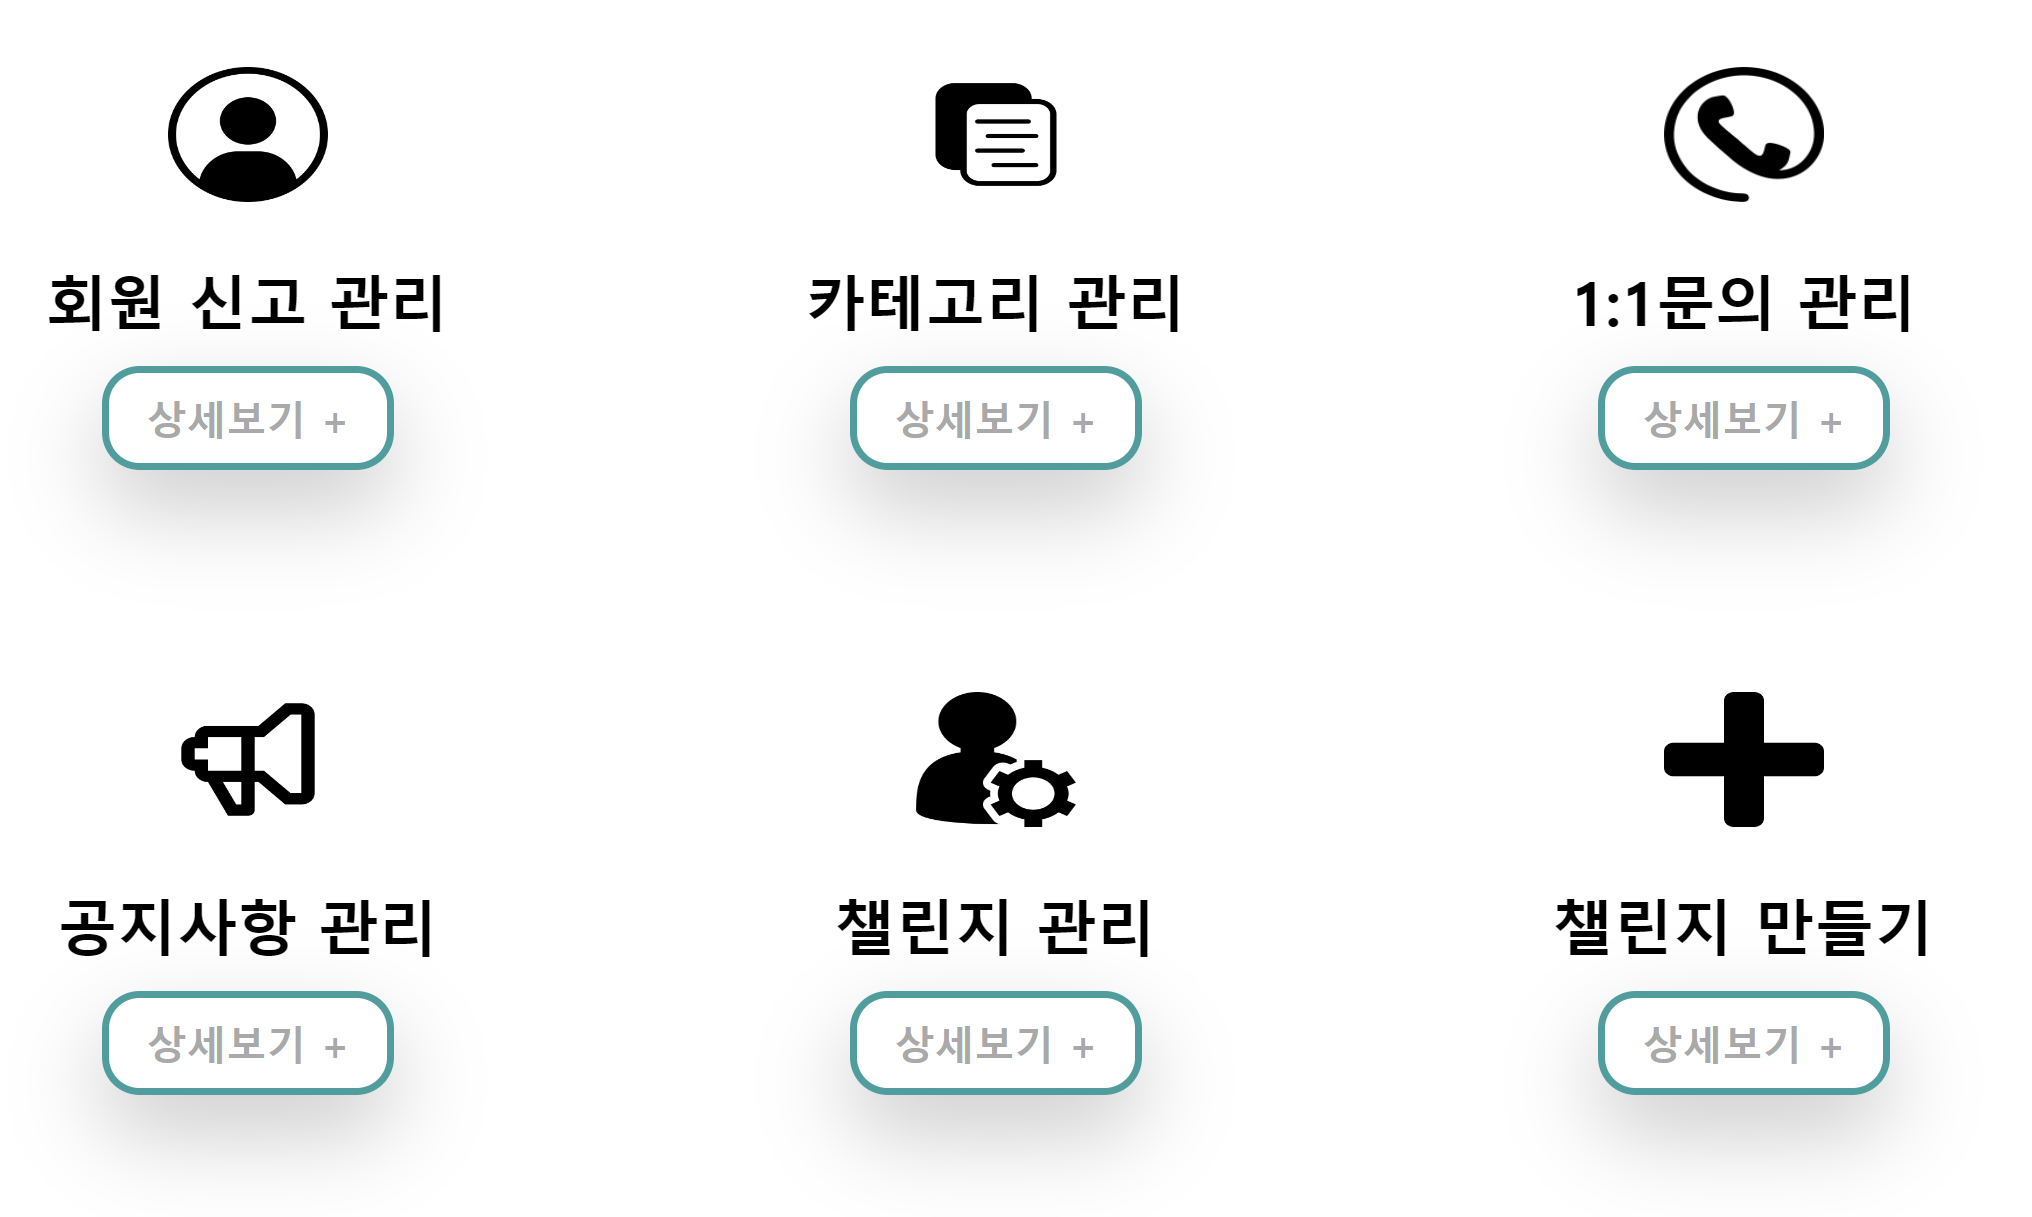 회원 신고 관리
카테고리 관리
1:1문의 관리
상세보기 +
상세보기 +
상세보기 +
공지사항 관리
챌린지 관리
챌린지 만들기
상세보기 +
상세보기 +
상세보기 +